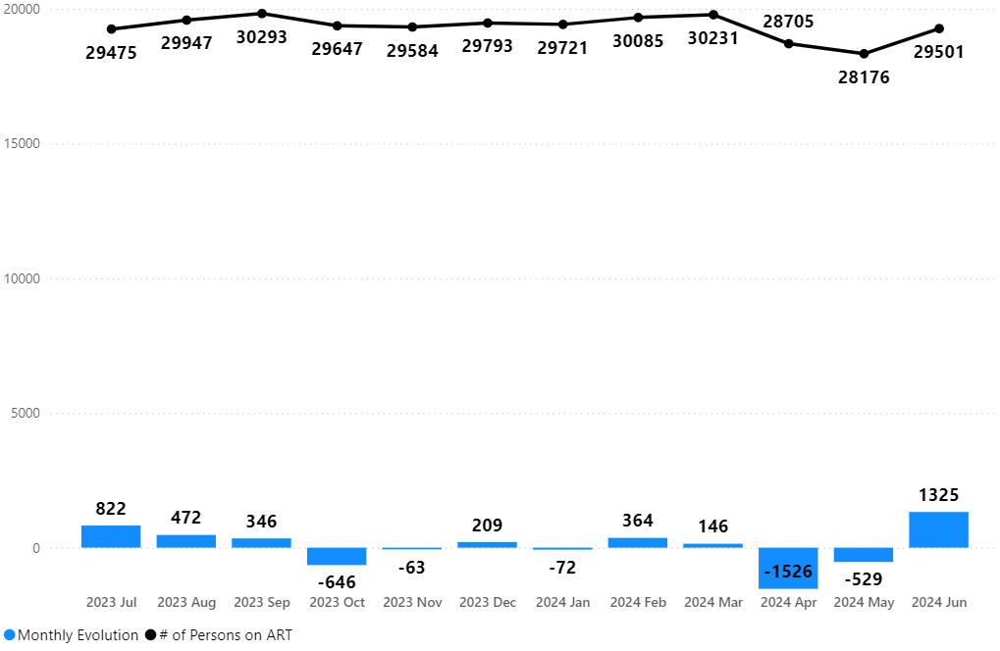 20000
28705
29475 29947 30293 29647 29584 29793 29721 30085 30231 29501
28176
15000
10000
5000
822 472 346 209 364 146 1325
0
-646 -63 -72 -1526 -529
2023 Jul 2023 Aug 2023 Sep 2023 Oct 2023 Nov 2023 Dec 2024 Jan 2024 Feb 2024 Mar 2024 Apr 2024 May 2024 Jun
Monthly Evolution # of Persons on ART